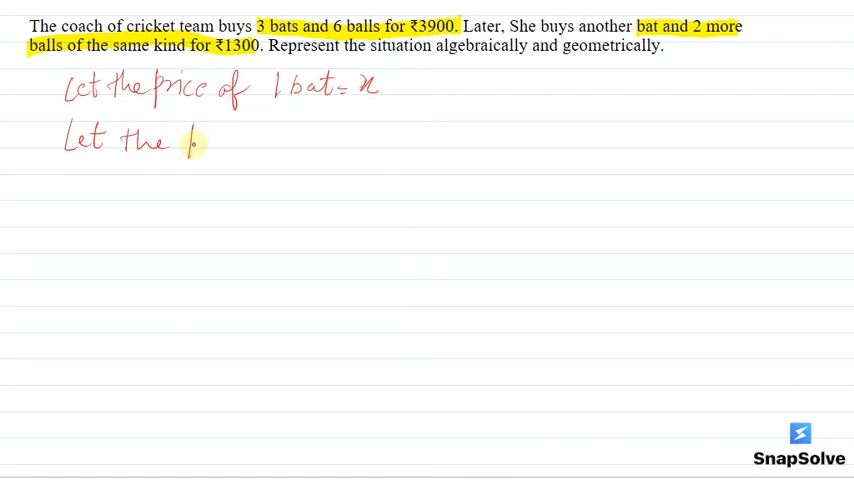 The coach of cricket team buys 3 bats and 6 balls for ₹3900. Later, She buys another bat and 2 more
balls of the same kind for ₹1300. Represent the situation algebraically and geometrically.
Let the price of 1 bat = x
Let the p
SnapSolve